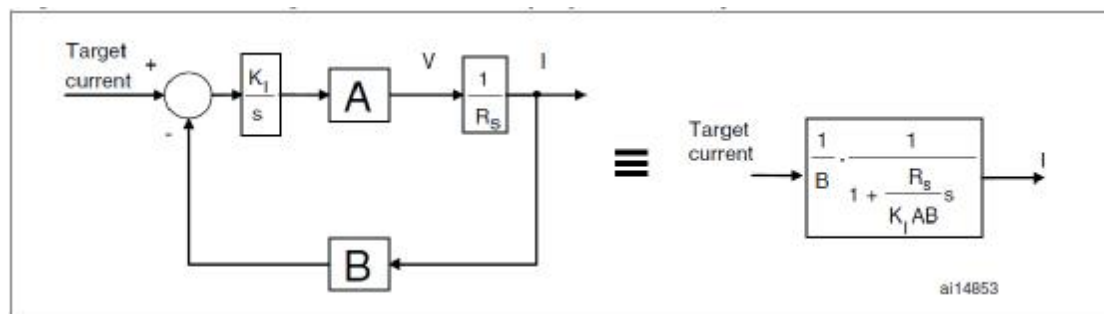 Target
current
+
-
K_I
s
A
V
1
R_s
I
B
≡
Target
current
1
B
.
1
1 + R_s
K_I AB
s
I
ai14853